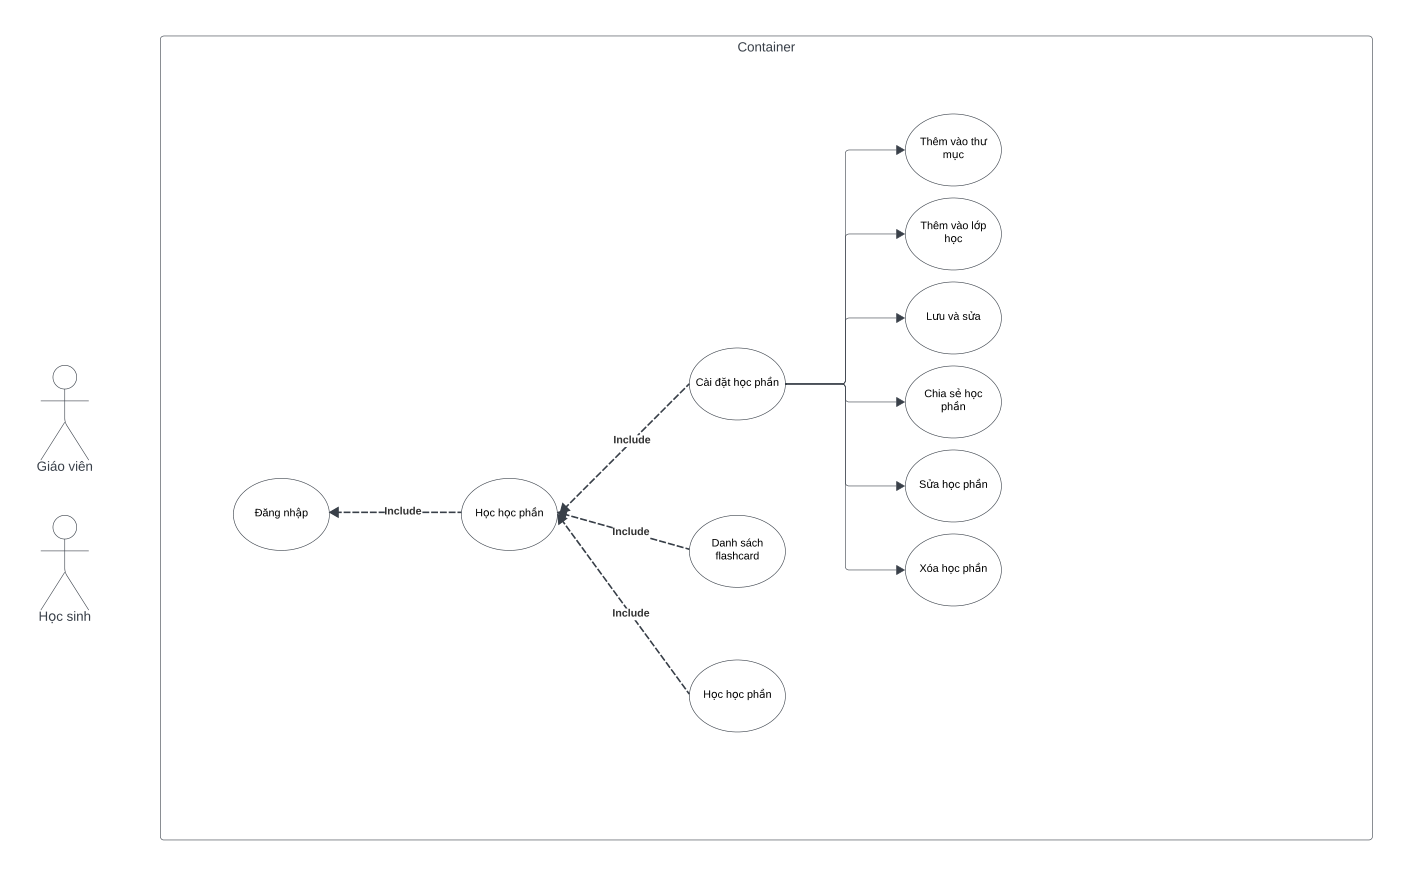 Container
Thêm vào thư
mục
Thêm vào lớp
học
Lưu và sửa
Cài đặt học phần
Chia sẻ học
phần
Include
Giáo viên
Sửa học phần
Đăng nhập
Include
Học học phần
Include
Danh sách
flashcard
Xóa học phần
Học sinh
Include
Học học phần